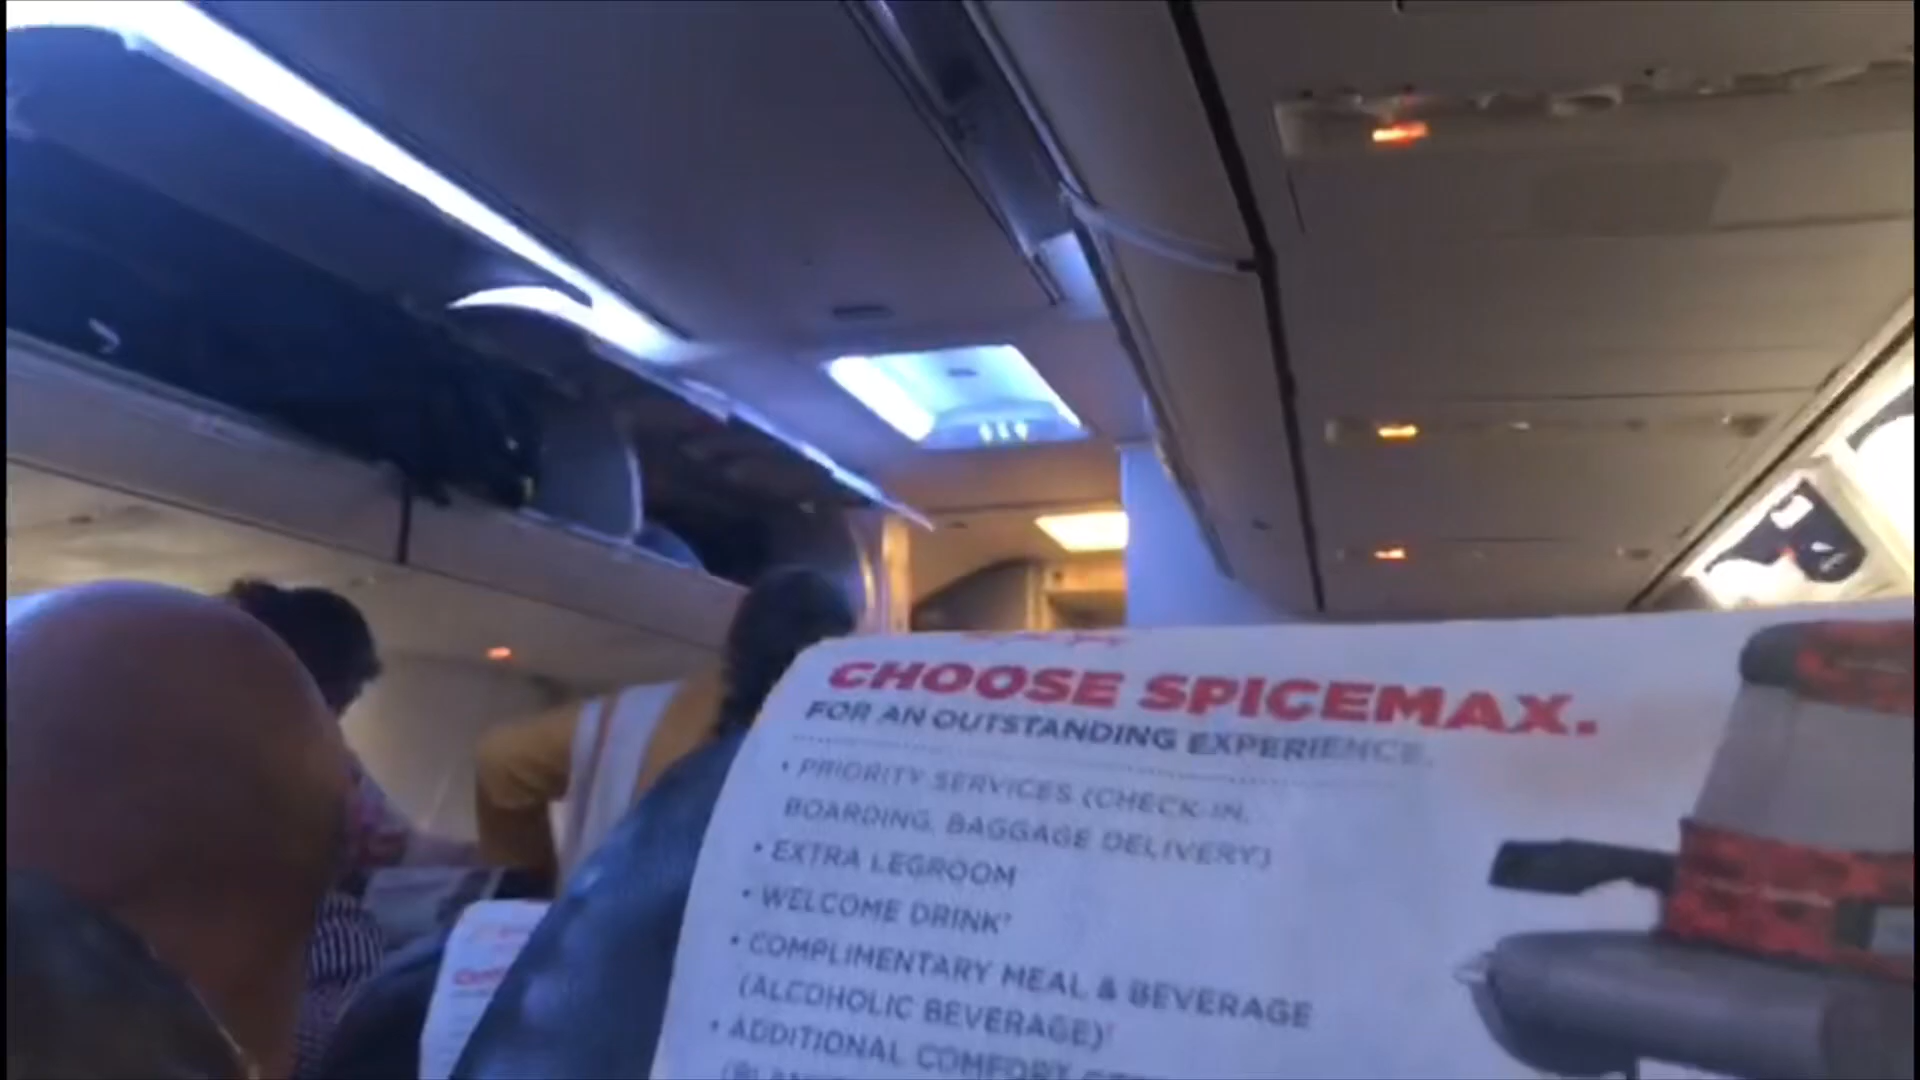 CHOOSE SPICEMAX.
FOR AN OUTSTANDING EXPERIENCE.
• PRIORITY SERVICES (CHECK-IN,
BOARDING, BAGGAGE DELIVERY)
• EXTRA LEGROOM
• WELCOME DRINK*
• COMPLIMENTARY MEAL & BEVERAGE
(ALCOHOLIC BEVERAGE)
• ADDITIONAL COMFORT